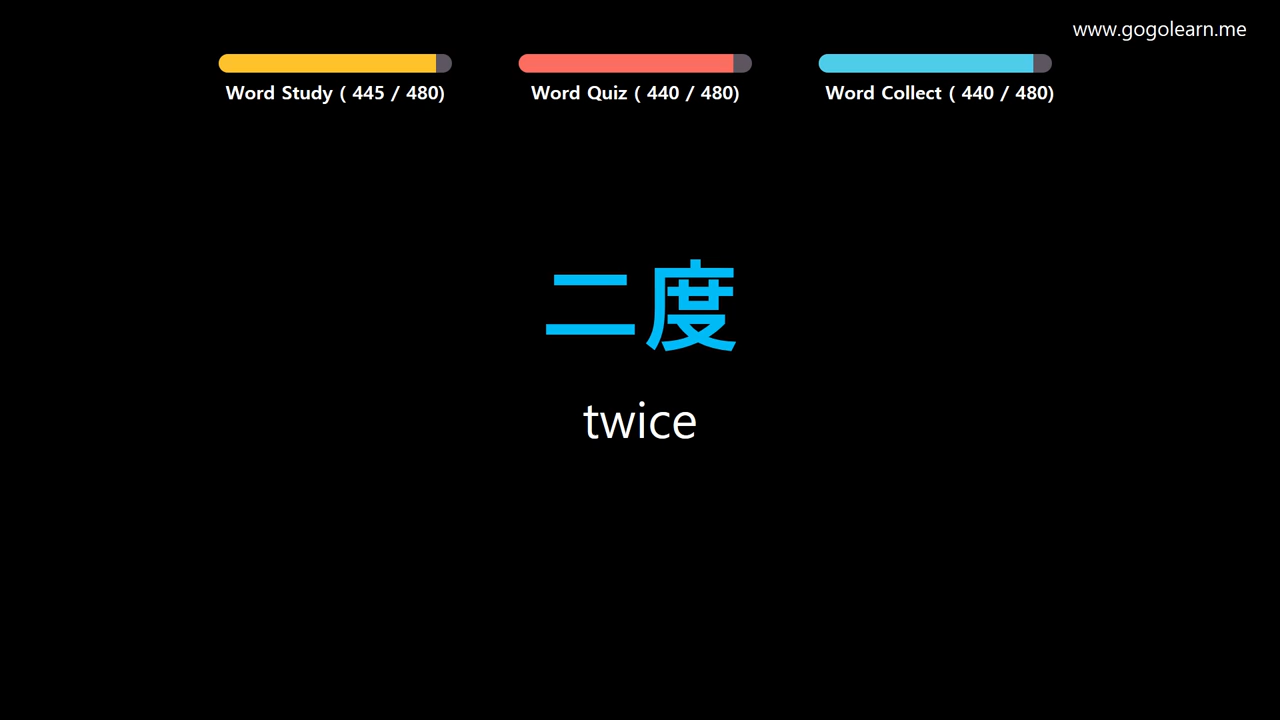 www.gogolearn.me
Word Study ( 445 / 480)
Word Quiz ( 440 / 480)
Word Collect ( 440 / 480)
二度
twice